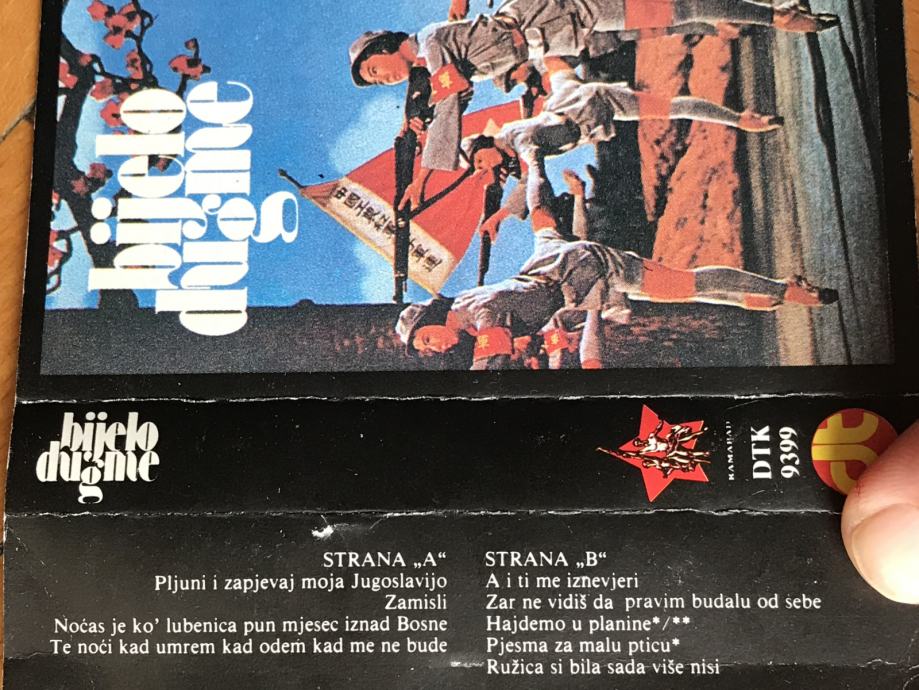 bijelo
dugme
bijelo
dugme
KAMARAD
DTK
9399
STRANA „A“
Pljuni i zapjevaj moja Jugoslavijo
Zamisli
Noćas je ko' lubenica pun mjesec iznad Bosne
Te noći kad umrem kad odem kad me ne bude
STRANA „B“
A i ti me iznevjeri
Zar ne vidiš da pravim budalu od sebe
Hajdemo u planine*/**
Pjesma za malu pticu*
Ružica si bila sada više nisi